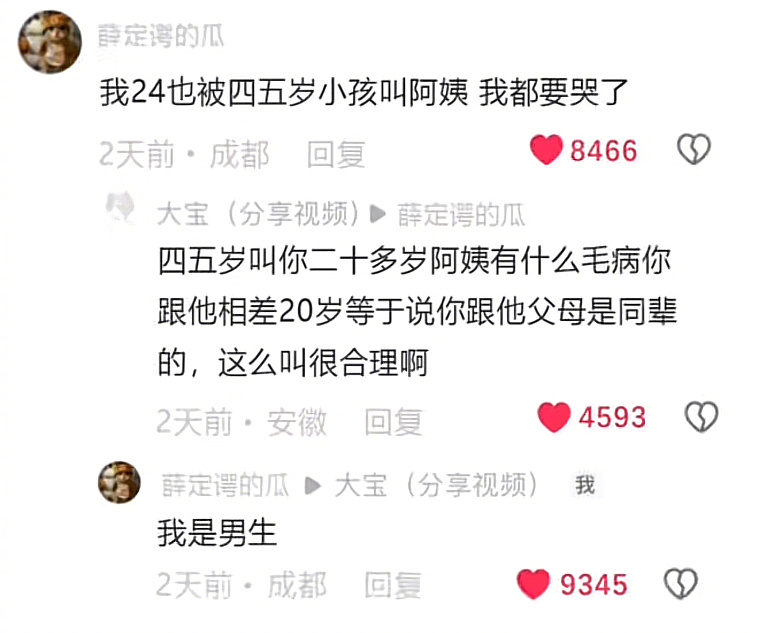 薛定谔的瓜
我24也被四五岁小孩叫阿姨 我都要哭了
2天前·成都 回复 8466
大宝（分享视频）▶ 薛定谔的瓜
四五岁叫你二十多岁阿姨有什么毛病你
跟他相差20岁等于说你跟他父母是同辈
的，这么叫很合理啊
2天前·安徽 回复 4593
薛定谔的瓜 ▶ 大宝（分享视频） 我
我是男生
2天前·成都 回复 9345